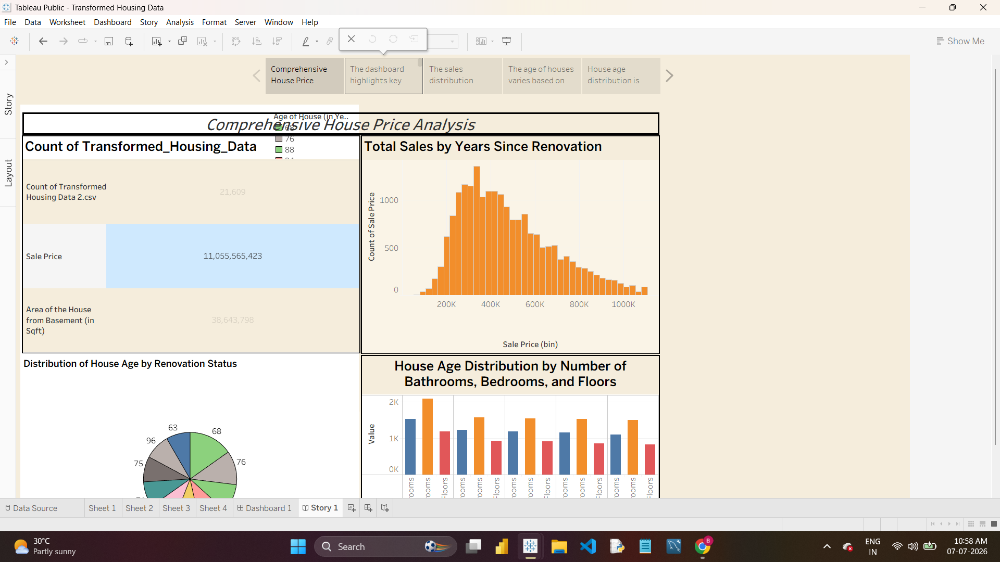 Tableau Public - Transformed Housing Data
File Data Worksheet Dashboard Story Analysis Format Server Window Help
Show Me
Story
Layout
Comprehensive
House Price
The dashboard
highlights key
The sales
distribution
The age of houses
varies based on
House age
distribution is
Age of House (in Ye..
Comprehensive House Price Analysis
68
76
88
Count of Transformed_Housing_Data
Count of Transformed
Housing Data 2.csv
21,609
Sale Price
11,055,565,423
Area of the House
from Basement (in
Sqft)
38,643,798
Total Sales by Years Since Renovation
Count of Sale Price
1000
500
0
200K 400K 600K 800K 1000K
Sale Price (bin)
Distribution of House Age by Renovation Status
63
68
96
75
76
House Age Distribution by Number of
Bathrooms, Bedrooms, and Floors
Value
2K
1K
0K
ooms ooms Floors ooms ooms Floors ooms ooms Floors ooms ooms Floors ooms ooms Floors
Data Source Sheet 1 Sheet 2 Sheet 3 Sheet 4 Dashboard 1 Story 1
30°C
Partly sunny
Search
B
ENG
IN
10:58 AM
07-07-2026